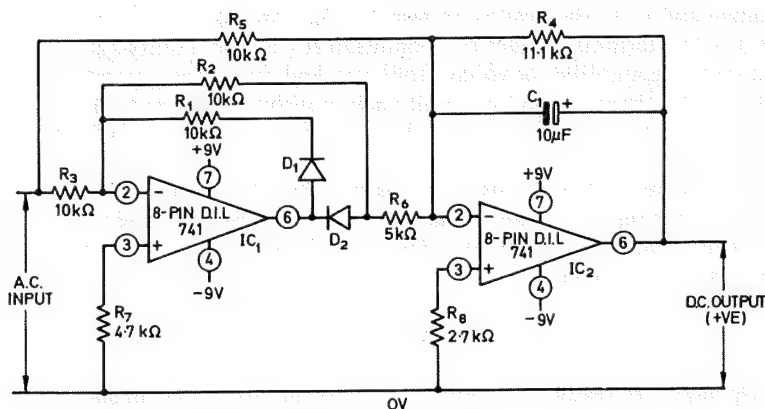 R5
10kΩ
R4
11·1 kΩ
R2
10kΩ
R1
10kΩ
C1
+
10µF
+9V
7
D1
R3
10kΩ
2
−
8-PIN D.I.L
741
6
IC1
D2
R6
5kΩ
3
+
4
−9V
+9V
7
2
−
8-PIN D.I.L
741
6
IC2
3
+
4
−9V
A.C.
INPUT
R7
4·7 kΩ
R8
2·7kΩ
D.C. OUTPUT
(+VE)
0V